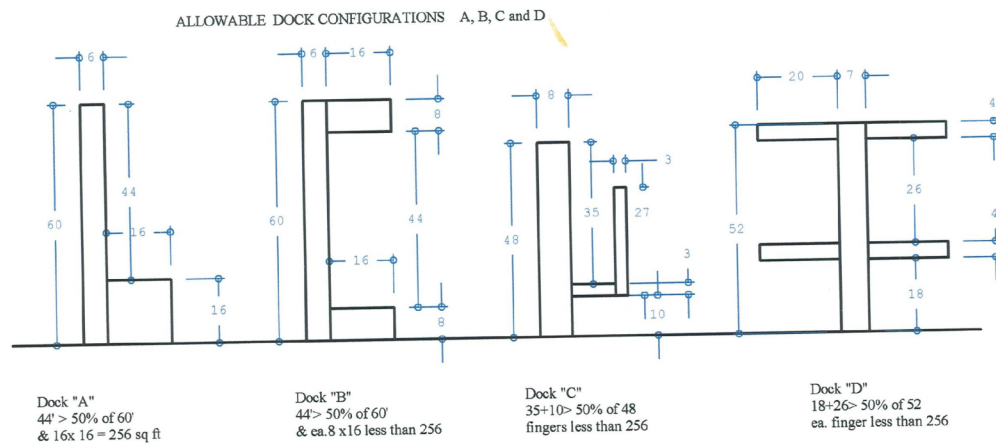 ALLOWABLE DOCK CONFIGURATIONS A, B, C and D
6
44
60
16
16
6
16
8
44
60
16
8
8
3
35
27
48
3
10
20
7
4
26
52
4
18
Dock "A"
44' > 50% of 60'
& 16x 16 = 256 sq ft
Dock "B"
44'> 50% of 60'
& ea.8 x16 less than 256
Dock "C"
35+10> 50% of 48
fingers less than 256
Dock "D"
18+26> 50% of 52
ea. finger less than 256